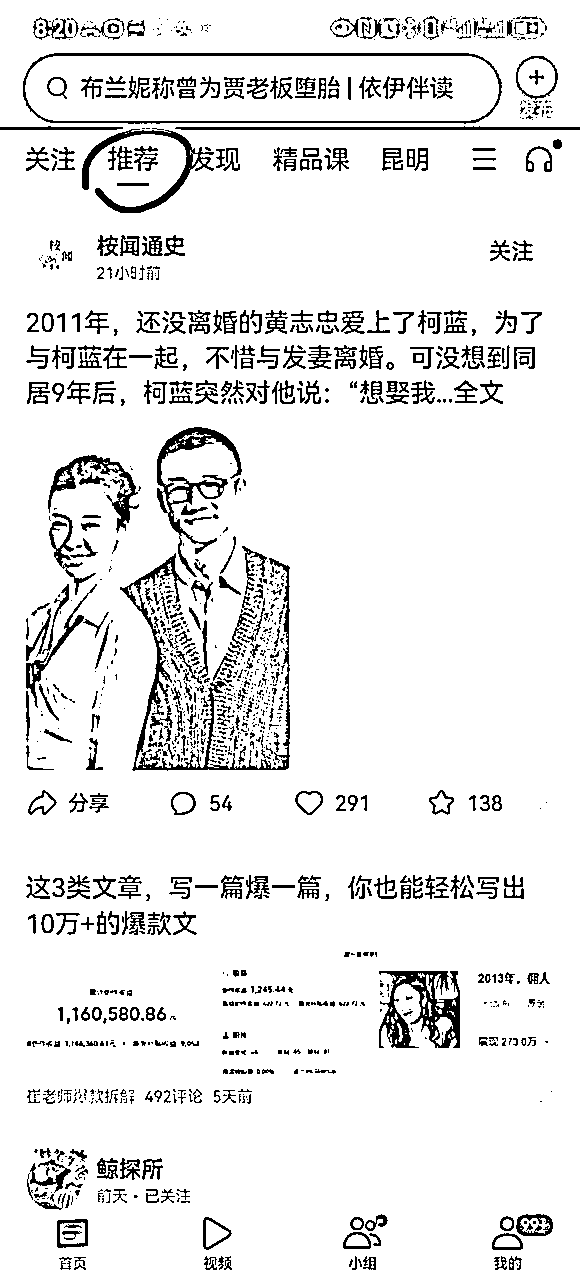 8:20
布兰妮称曾为贾老板堕胎 | 依伊伴读
发布
关注 推荐 发现 精品课 昆明
桉闻通史
21小时前
关注
2011年，还没离婚的黄志忠爱上了柯蓝，为了
与柯蓝在一起，不惜与发妻离婚。可没想到同
居9年后，柯蓝突然对他说：“想娶我...全文
分享 54 291 138
这3类文章，写一篇爆一篇，你也能轻松写出
10万+的爆款文
1,160,580.86
1,245.44
2013年，佣人
展现 273.0万
崔老师爆款拆解 492评论 5天前
鲸探所
前天 · 已关注
首页 视频 小组 我的